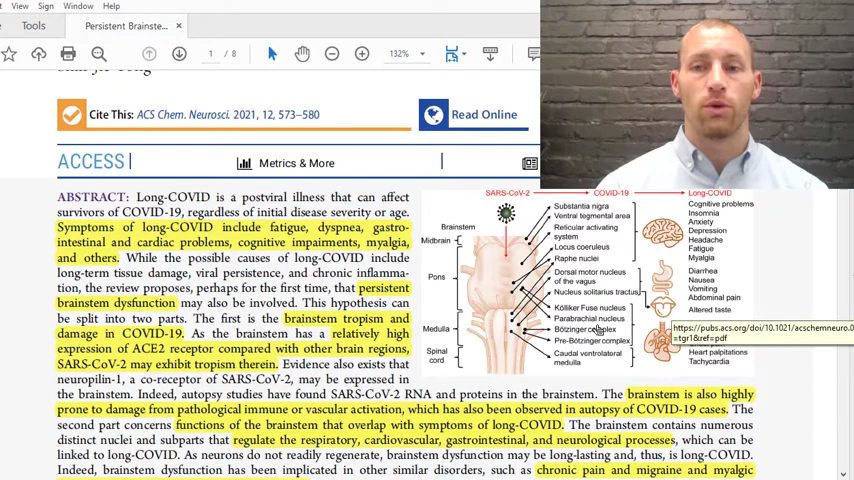 View Sign Window Help
Tools
Persistent Brainste... ×
1 / 8
132%
Cite This: ACS Chem. Neurosci. 2021, 12, 573−580
Read Online
ACCESS
Metrics & More
ABSTRACT: Long-COVID is a postviral illness that can affect
survivors of COVID-19, regardless of initial disease severity or age.
Symptoms of long-COVID include fatigue, dyspnea, gastro-
intestinal and cardiac problems, cognitive impairments, myalgia,
and others. While the possible causes of long-COVID include
long-term tissue damage, viral persistence, and chronic inflamma-
tion, the review proposes, perhaps for the first time, that persistent
brainstem dysfunction may also be involved. This hypothesis can
be split into two parts. The first is the brainstem tropism and
damage in COVID-19. As the brainstem has a relatively high
expression of ACE2 receptor compared with other brain regions,
SARS-CoV-2 may exhibit tropism therein. Evidence also exists that
neuropilin-1, a co-receptor of SARS-CoV-2, may be expressed in
the brainstem. Indeed, autopsy studies have found SARS-CoV-2 RNA and proteins in the brainstem. The brainstem is also highly
prone to damage from pathological immune or vascular activation, which has also been observed in autopsy of COVID-19 cases. The
second part concerns functions of the brainstem that overlap with symptoms of long-COVID. The brainstem contains numerous
distinct nuclei and subparts that regulate the respiratory, cardiovascular, gastrointestinal, and neurological processes, which can be
linked to long-COVID. As neurons do not readily regenerate, brainstem dysfunction may be long-lasting and, thus, is long-COVID.
Indeed, brainstem dysfunction has been implicated in other similar disorders, such as chronic pain and migraine and myalgic
SARS-CoV-2
COVID-19
Long-COVID
Brainstem
Midbrain
Pons
Medulla
Spinal
cord
Substantia nigra
Ventral tegmental area
Reticular activating
system
Locus coeruleus
Raphe nuclei
Dorsal motor nucleus
of the vagus
Nucleus solitarius tractus
Kölliker Fuse nucleus
Parabrachial nucleus
Bötzinger complex
Pre-Bötzinger complex
Caudal ventrolateral
medulla
Cognitive problems
Insomnia
Anxiety
Depression
Headache
Fatigue
Myalgia
Diarrhea
Nausea
Vomiting
Abdominal pain
Altered taste
https://pubs.acs.org/doi/10.1021/acschemneuro.0
=tgr1&ref=pdf
Heart palpitations
Tachycardia